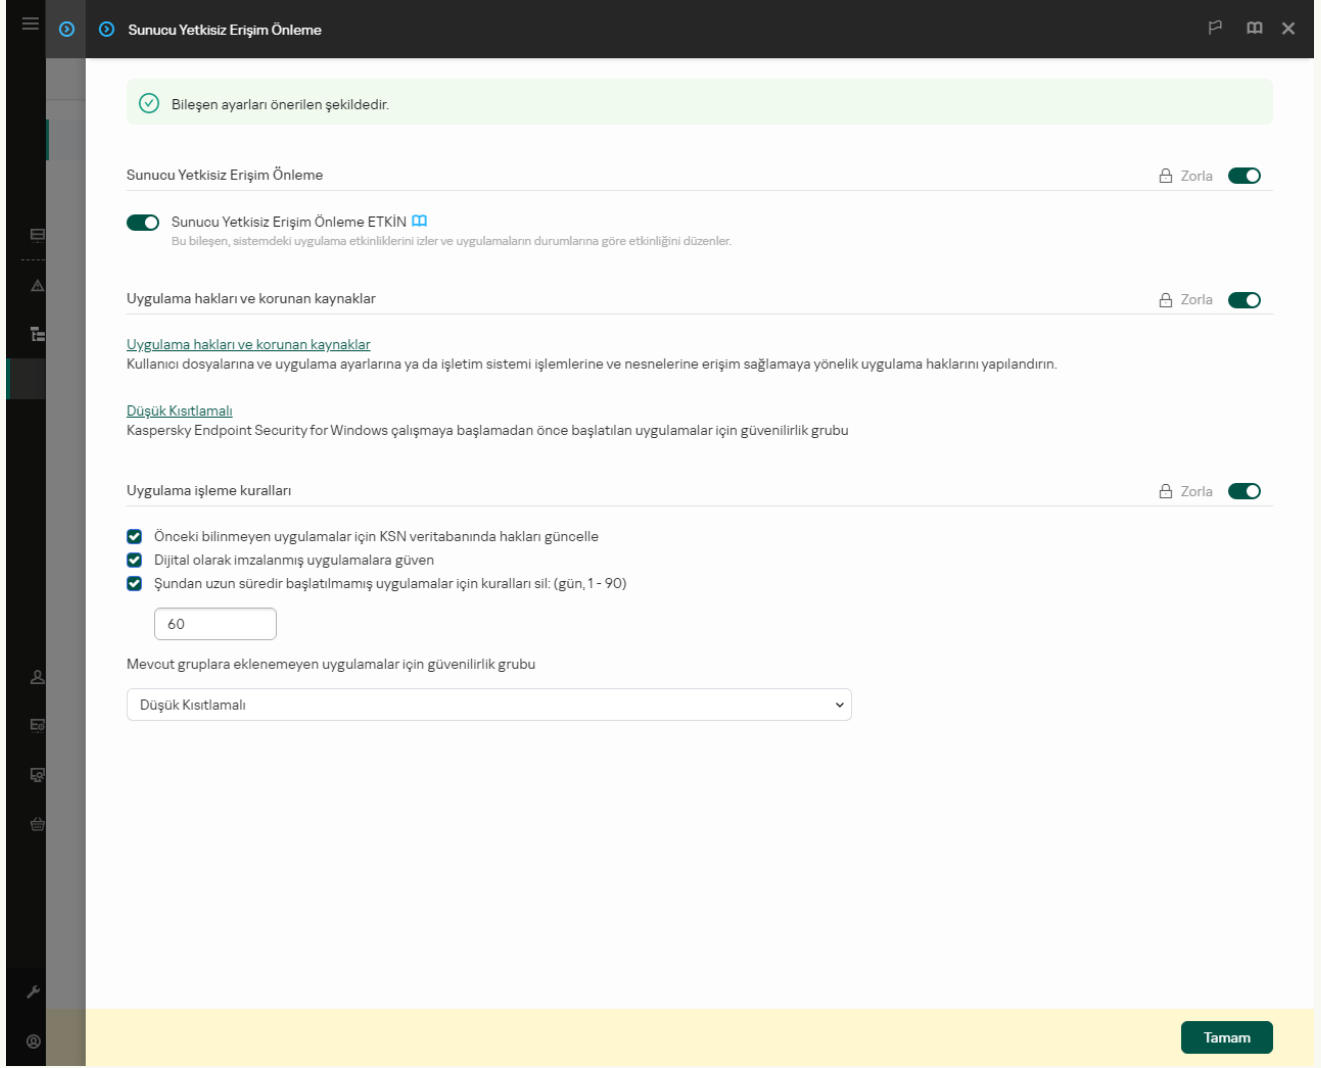 Sunucu Yetkisiz Erişim Önleme
Bileşen ayarları önerilen şekildedir.
Sunucu Yetkisiz Erişim Önleme
Zorla
Sunucu Yetkisiz Erişim Önleme ETKİN
Bu bileşen, sistemdeki uygulama etkinliklerini izler ve uygulamaların durumlarına göre etkinliğini düzenler.
Uygulama hakları ve korunan kaynaklar
Zorla
Uygulama hakları ve korunan kaynaklar
Kullanıcı dosyalarına ve uygulama ayarlarına ya da işletim sistemi işlemlerine ve nesnelerine erişim sağlamaya yönelik uygulama haklarını yapılandırın.
Düşük Kısıtlamalı
Kaspersky Endpoint Security for Windows çalışmaya başlamadan önce başlatılan uygulamalar için güvenilirlik grubu
Uygulama işleme kuralları
Zorla
Önceki bilinmeyen uygulamalar için KSN veritabanında hakları güncelle
Dijital olarak imzalanmış uygulamalara güven
Şundan uzun süredir başlatılmamış uygulamalar için kuralları sil: (gün, 1 - 90)
60
Mevcut gruplara eklenemeyen uygulamalar için güvenilirlik grubu
Düşük Kısıtlamalı
Tamam